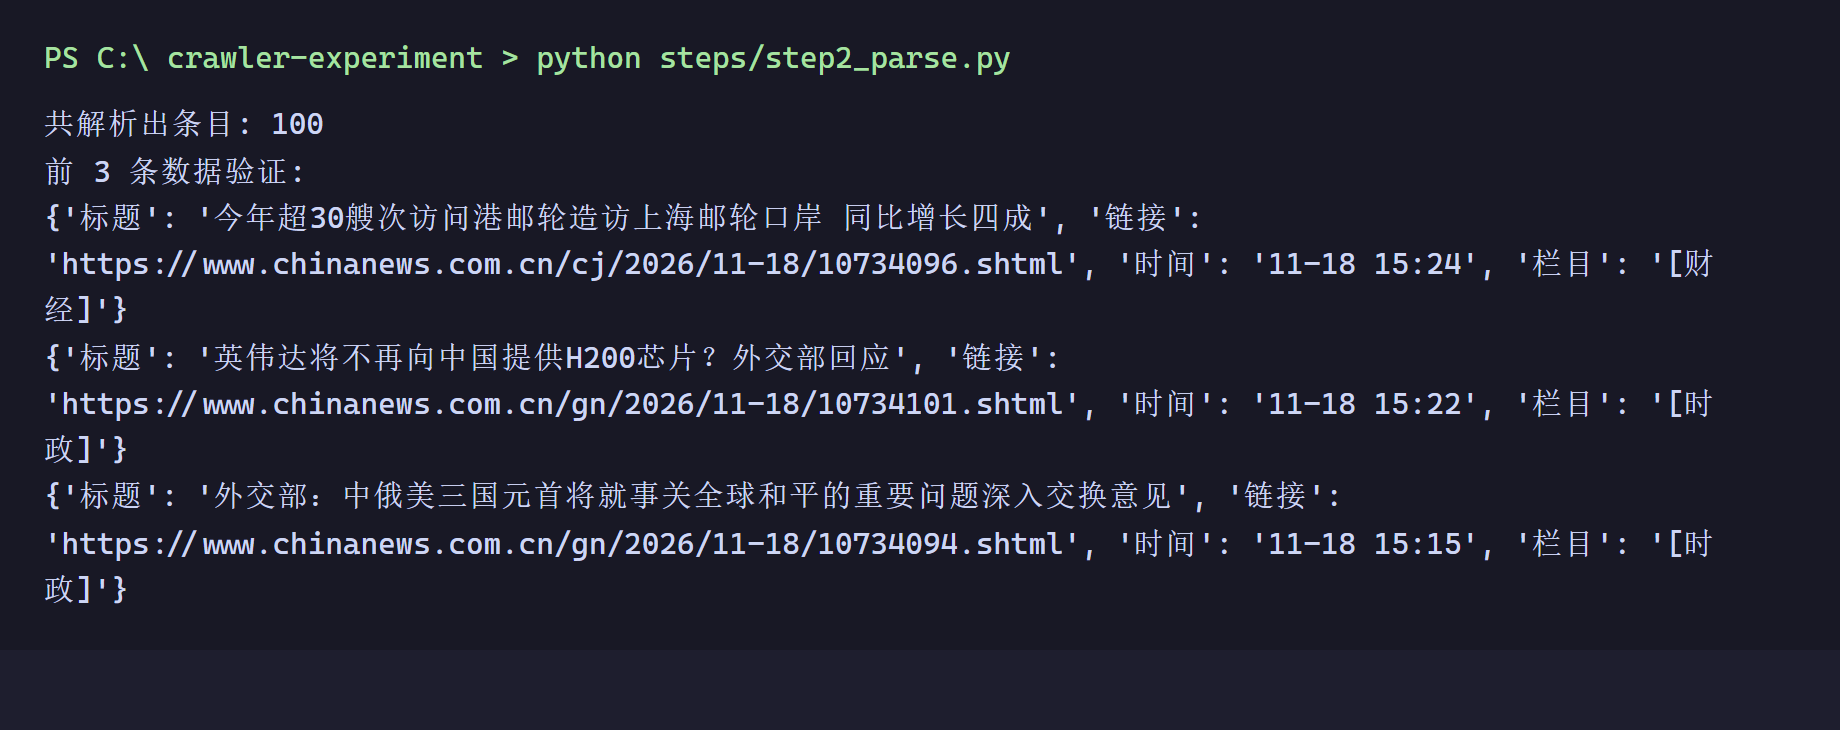 PS C:\ crawler-experiment > python steps/step2_parse.py
共解析出条目: 100
前 3 条数据验证:
{'标题': '今年超30艘次访问港邮轮造访上海邮轮口岸 同比增长四成', '链接':
'https://www.chinanews.com.cn/cj/2026/11-18/10734096.shtml', '时间': '11-18 15:24', '栏目': '[财
经]'}
{'标题': '英伟达将不再向中国提供H200芯片？外交部回应', '链接':
'https://www.chinanews.com.cn/gn/2026/11-18/10734101.shtml', '时间': '11-18 15:22', '栏目': '[时
政]'}
{'标题': '外交部：中俄美三国元首将就事关全球和平的重要问题深入交换意见', '链接':
'https://www.chinanews.com.cn/gn/2026/11-18/10734094.shtml', '时间': '11-18 15:15', '栏目': '[时
政]'}